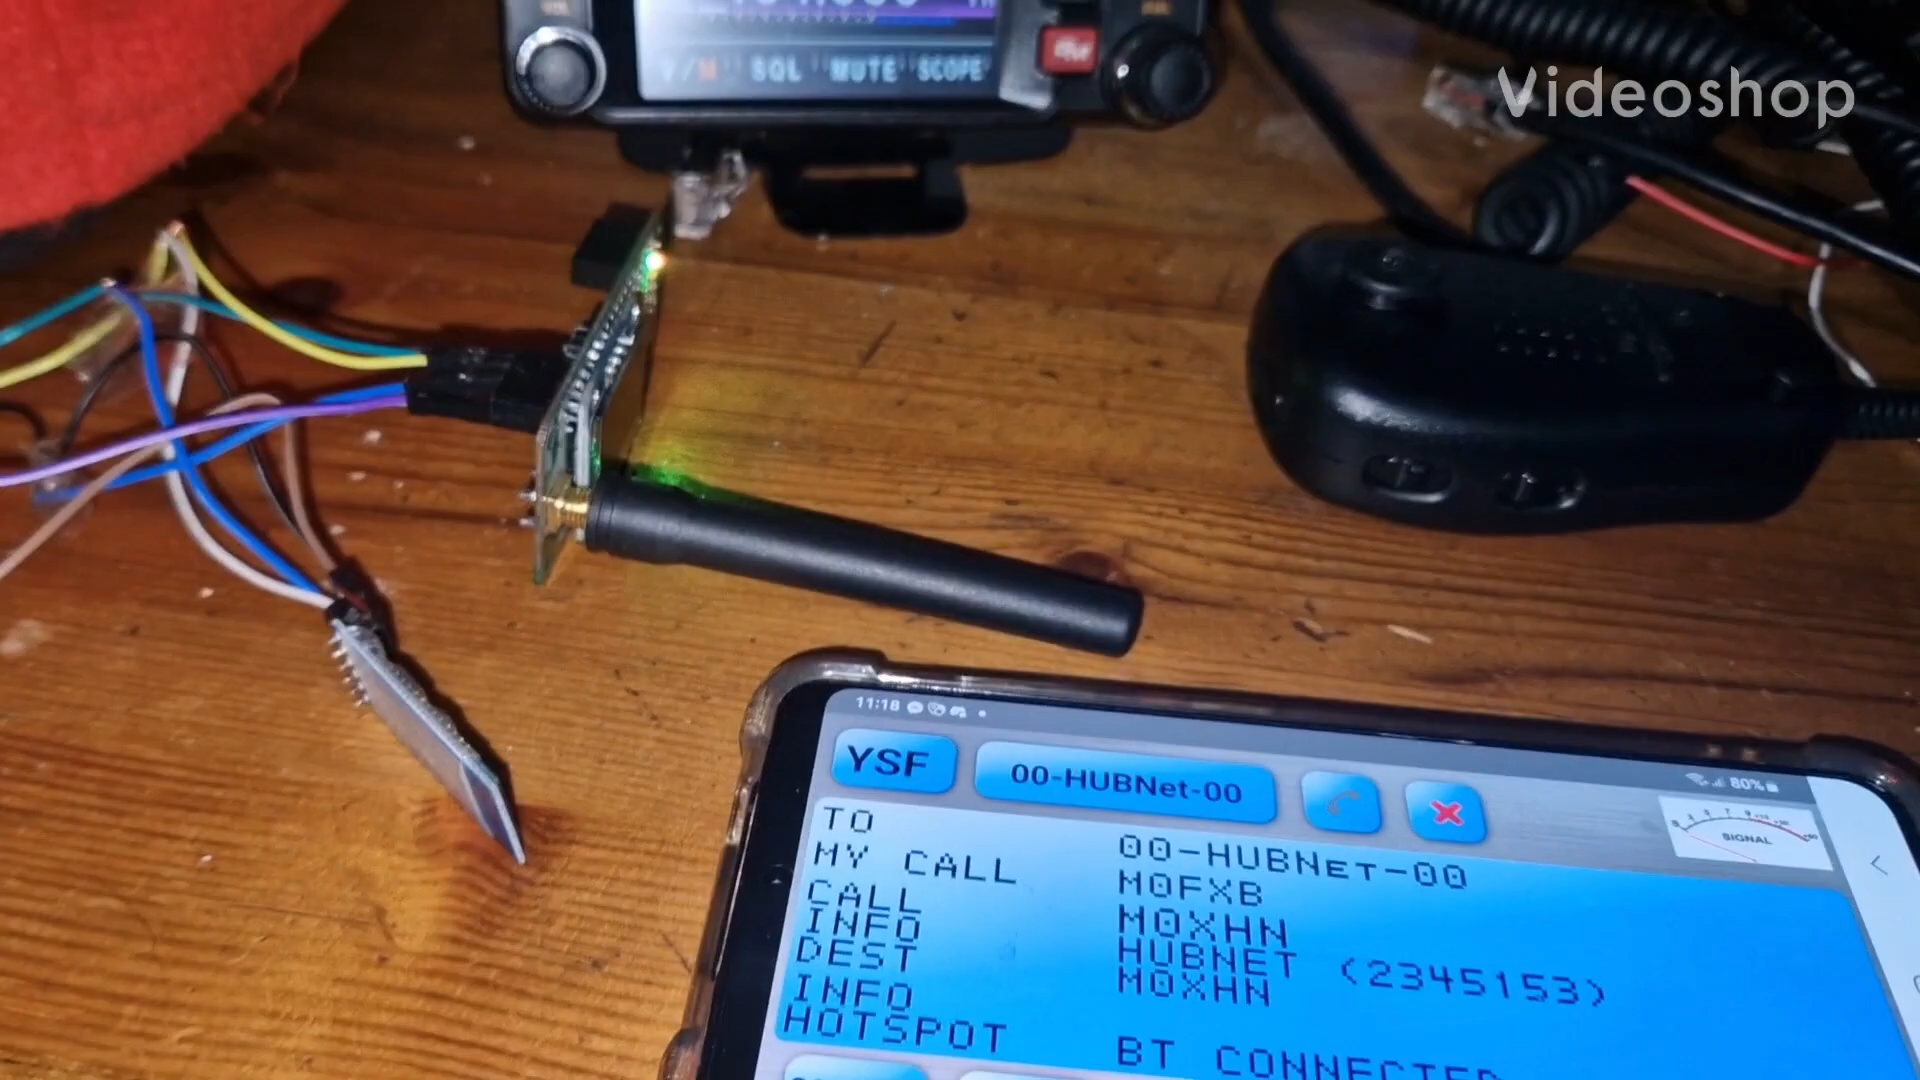 Videoshop
SQL MUTE SCOPE
11:18
80%
YSF
00-HUBNet-00
SIGNAL
TO 00-HUBNET-00
MY CALL M0FXB
CALL M0XHN
INFO HUBNET (2345153)
DEST M0XHN
INFO
HOTSPOT BT CONNECTED